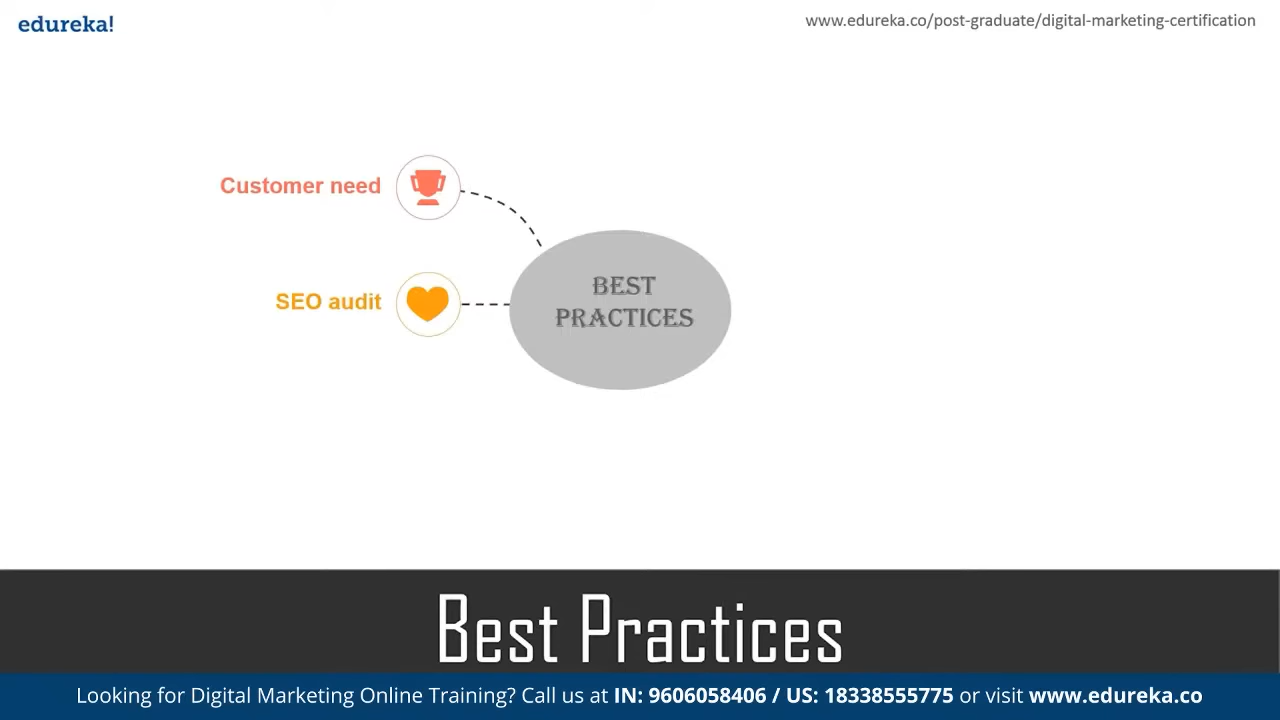 edureka!
www.edureka.co/post-graduate/digital-marketing-certification
Customer need
SEO audit
BEST
PRACTICES
Best Practices
Looking for Digital Marketing Online Training? Call us at IN: 9606058406 / US: 18338555775 or visit www.edureka.co